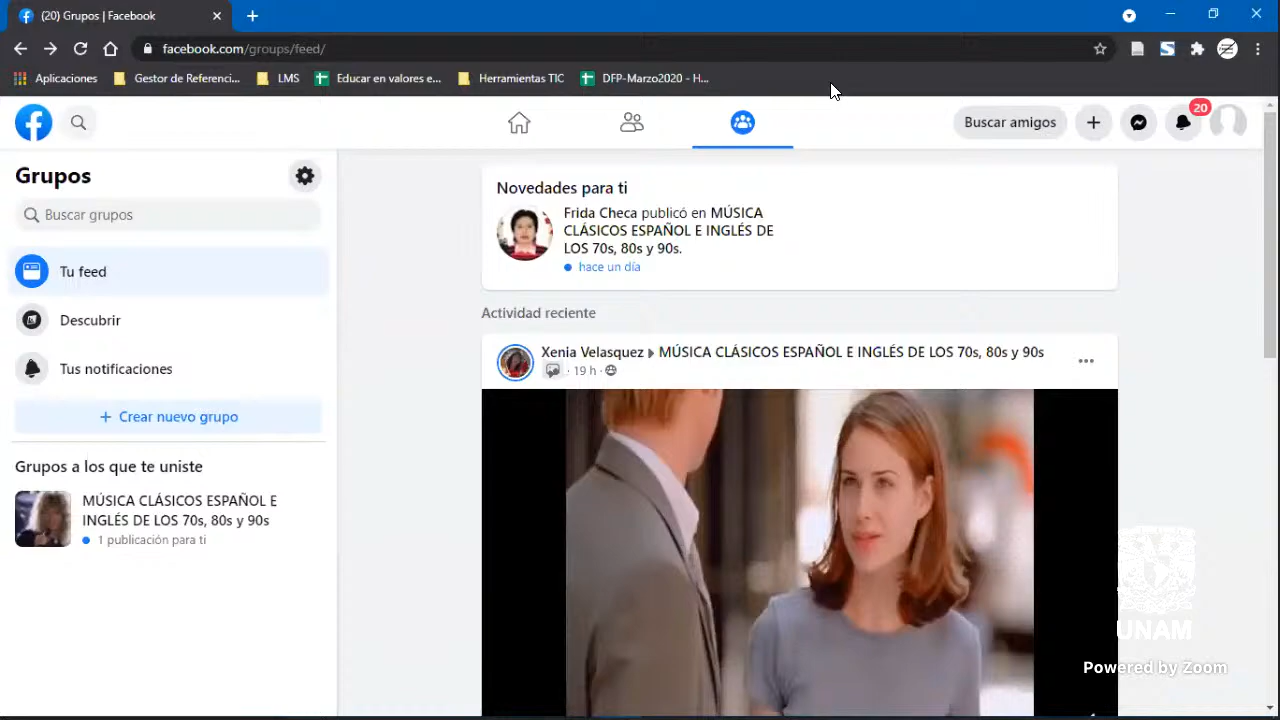 (20) Grupos | Facebook
facebook.com/groups/feed/
Aplicaciones
Gestor de Referenci...
LMS
Educar en valores e...
Herramientas TIC
DFP-Marzo2020 - H...
Buscar amigos
20
Grupos
Buscar grupos
Tu feed
Descubrir
Tus notificaciones
+ Crear nuevo grupo
Grupos a los que te uniste
MÚSICA CLÁSICOS ESPAÑOL E
INGLÉS DE LOS 70s, 80s y 90s
1 publicación para ti
Novedades para ti
Frida Checa publicó en MÚSICA
CLÁSICOS ESPAÑOL E INGLÉS DE
LOS 70s, 80s y 90s.
hace un día
Actividad reciente
Xenia Velasquez ▸ MÚSICA CLÁSICOS ESPAÑOL E INGLÉS DE LOS 70s, 80s y 90s
· 19 h ·
UNAM
Powered by Zoom